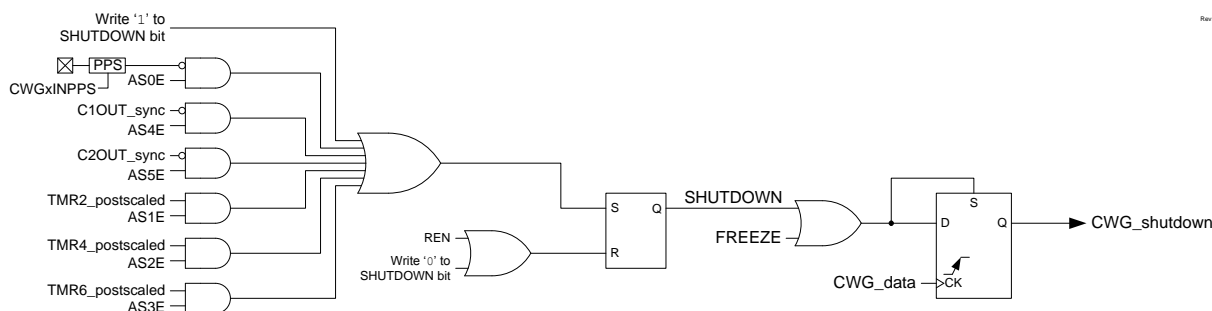 Write '1' to
SHUTDOWN bit
Rev
PPS
AS0E
CWGxINPPS
C1OUT_sync
AS4E
C2OUT_sync
AS5E
TMR2_postscaled
AS1E
TMR4_postscaled
AS2E
TMR6_postscaled
AS3E
REN
Write '0' to
SHUTDOWN bit
S
Q
R
SHUTDOWN
FREEZE
S
D
Q
CK
CWG_data
CWG_shutdown